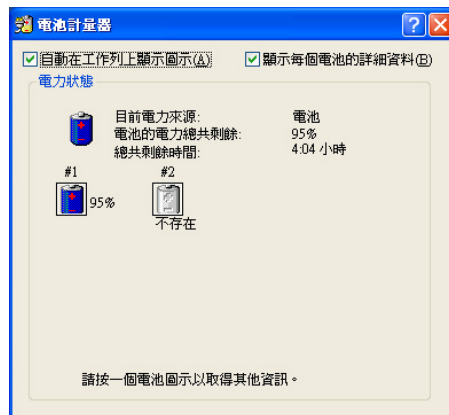 電池計量器
自動在工作列上顯示圖示(A) 顯示每個電池的詳細資料(B)
電力狀態
目前電力來源: 電池
電池的電力總共剩餘: 95%
總共剩餘時間: 4:04 小時
#1 #2
95%
不存在
請按一個電池圖示以取得其他資訊。